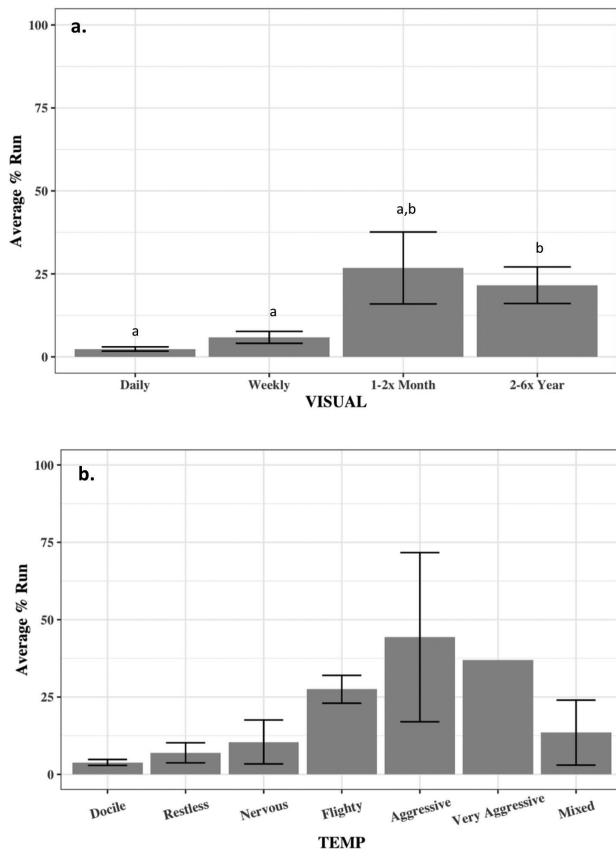 a.
100
75
50
25
0
Average % Run
a
a
a,b
b
Daily Weekly 1-2x Month 2-6x Year
VISUAL
b.
100
75
50
25
0
Average % Run
Docile Restless Nervous Flighty Aggressive Very Aggressive Mixed
TEMP